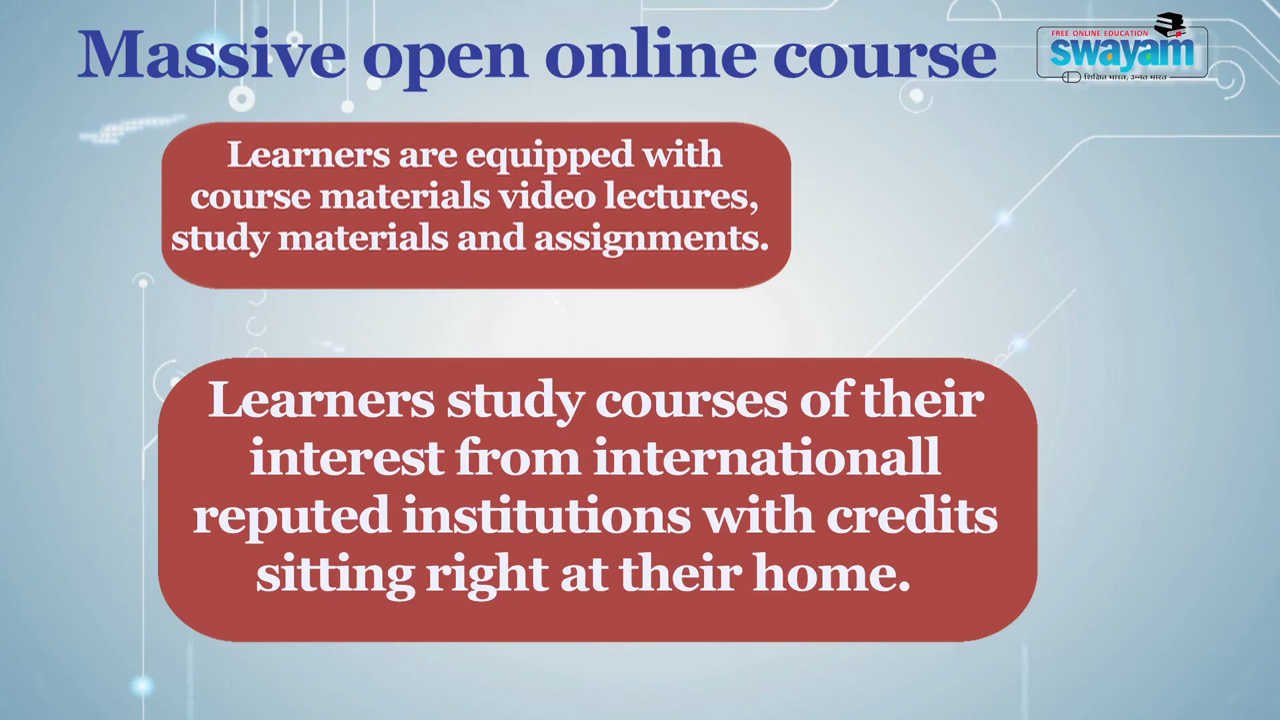 Massive open online course
FREE ONLINE EDUCATION
swayam
शिक्षित भारत, उन्नत भारत
Learners are equipped with
course materials video lectures,
study materials and assignments.
Learners study courses of their
interest from internationall
reputed institutions with credits
sitting right at their home.